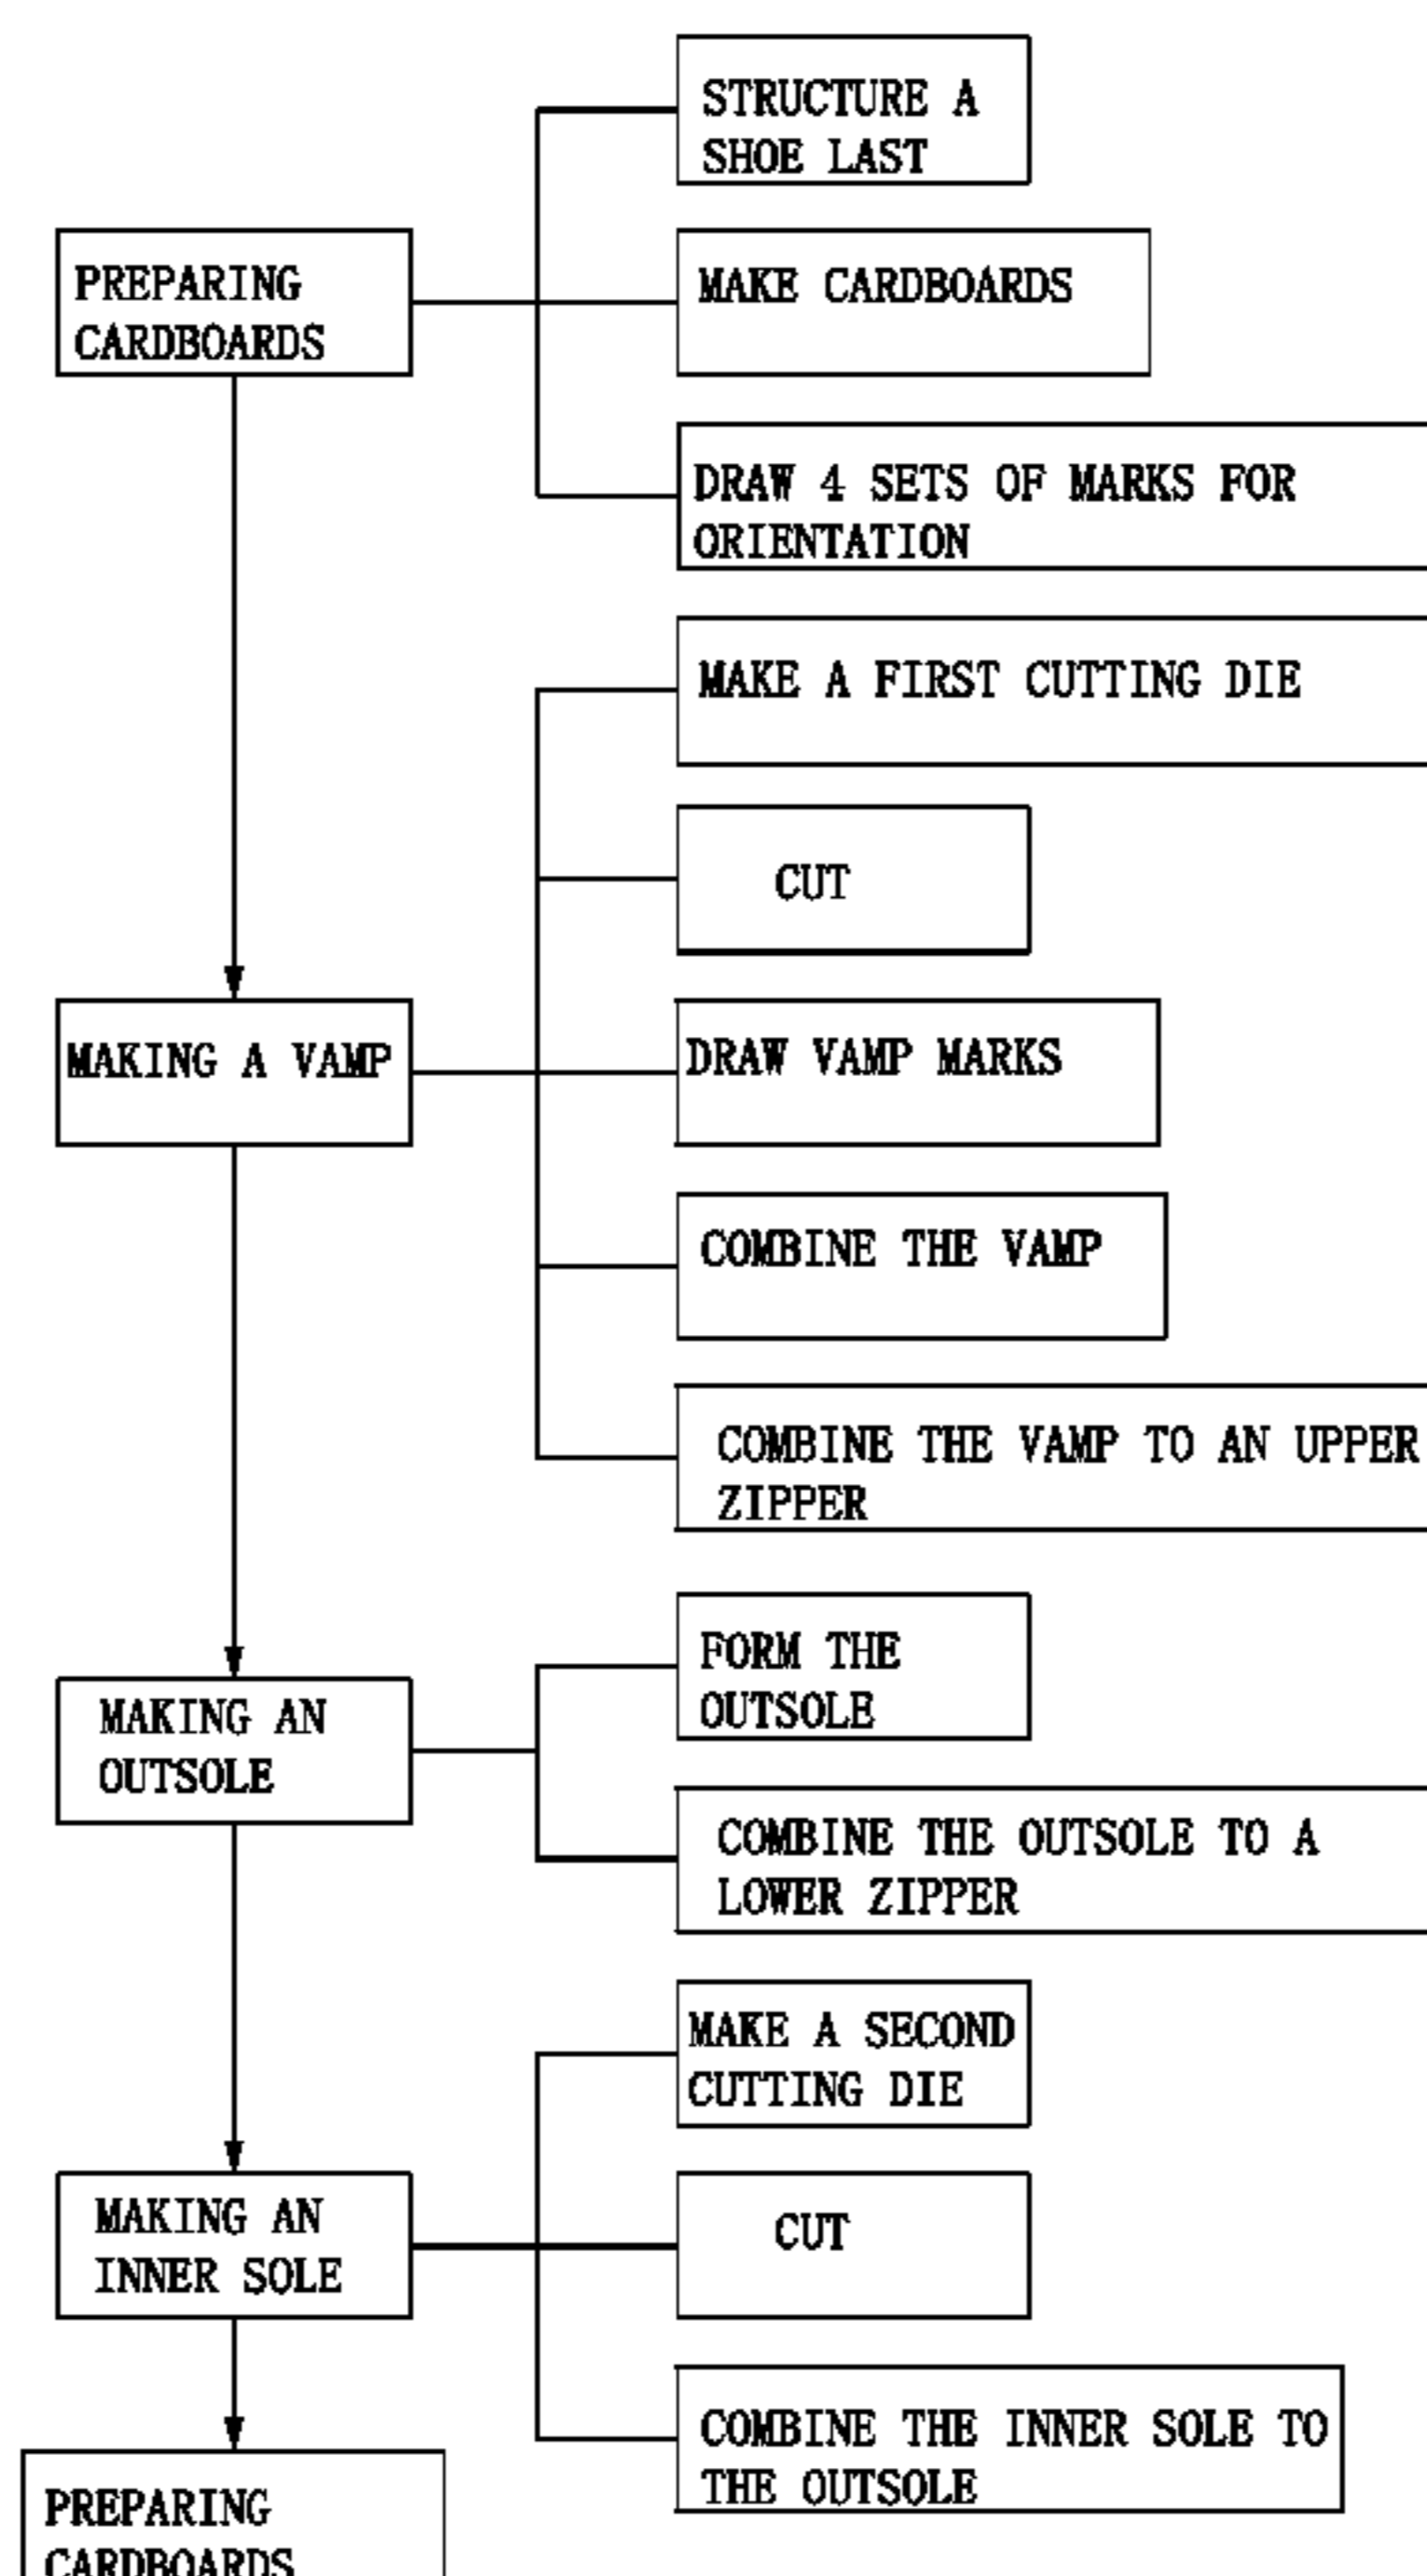 STRUCTURE A
SHOE LAST
PREPARING
CARDBOARDS
MAKE CARDBOARDS
DRAW 4 SETS OF MARKS FOR
ORIENTATION
MAKE A FIRST CUTTING DIE
CUT
MAKING A VAMP
DRAW VAMP MARKS
COMBINE THE VAMP
COMBINE THE VAMP TO AN UPPER
ZIPPER
FORM THE
OUTSOLE
MAKING AN
OUTSOLE
COMBINE THE OUTSOLE TO A
LOWER ZIPPER
MAKE A SECOND
CUTTING DIE
MAKING AN
INNER SOLE
CUT
COMBINE THE INNER SOLE TO
THE OUTSOLE
PREPARING
CARDBOARDS